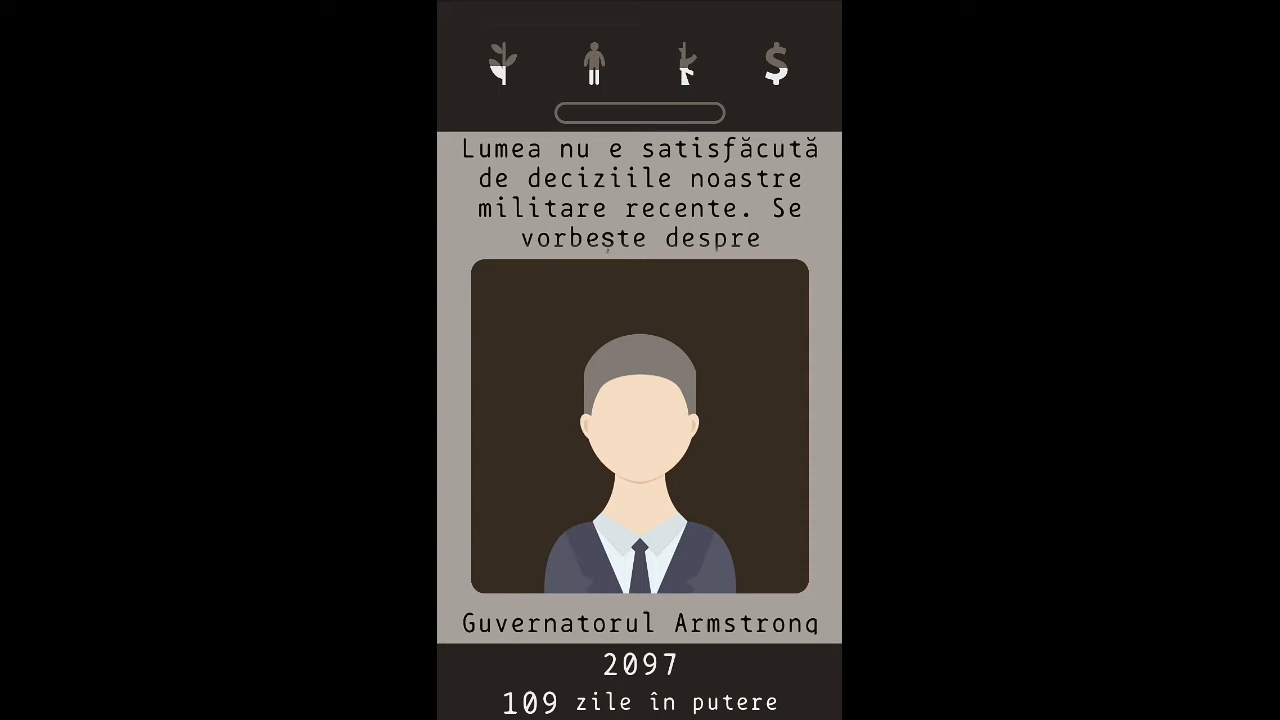 Lumea nu e satisfăcută
de deciziile noastre
militare recente. Se
vorbește despre
Guvernatorul Armstrong
2097
109 zile în putere